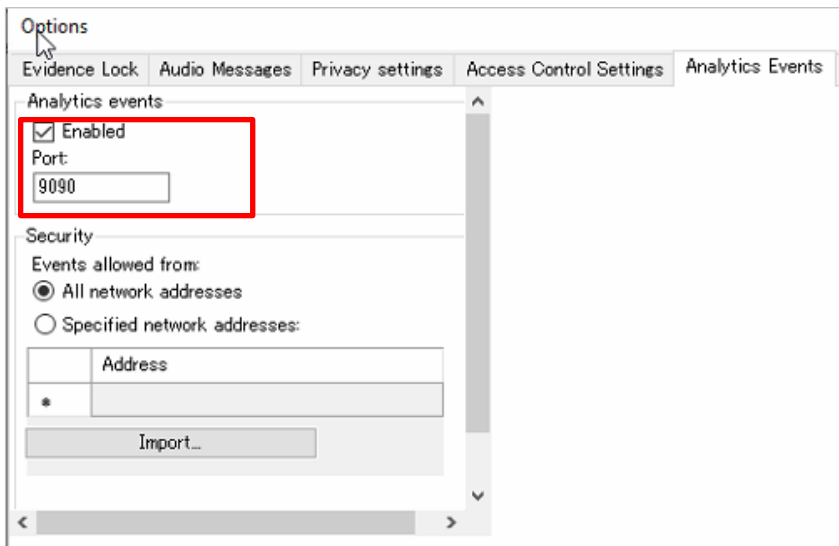 Options
Evidence Lock Audio Messages Privacy settings Access Control Settings Analytics Events
Analytics events
Enabled
Port:
9090
Security
Events allowed from:
All network addresses
Specified network addresses:
Address
*
Import...